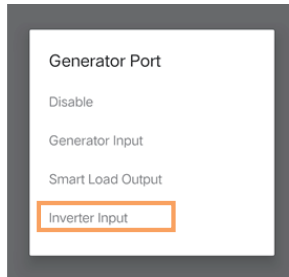 Generator Port
Disable
Generator Input
Smart Load Output
Inverter Input